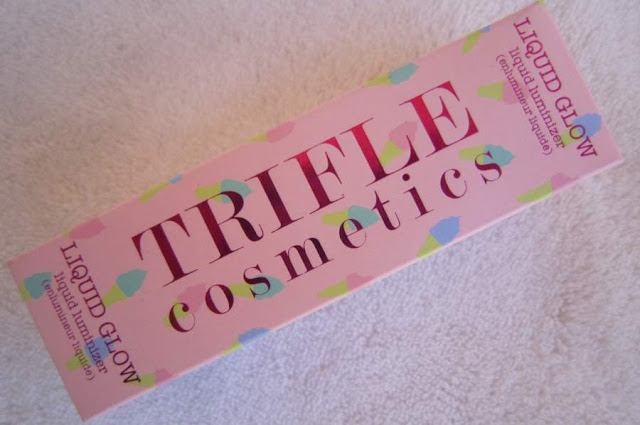 LIQUID GLOW
liquid luminizer
(enlumineur liquide)
TRIFLE
cosmetics
LIQUID GLOW
liquid luminizer
(enlumineur liquide)